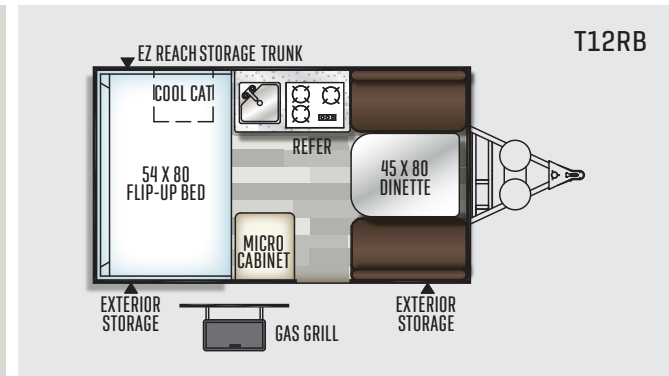 T12RB
EZ REACH STORAGE TRUNK
COOL CAT
REFER
54 X 80
FLIP-UP BED
45 X 80
DINETTE
MICRO
CABINET
EXTERIOR
STORAGE
GAS GRILL
EXTERIOR
STORAGE